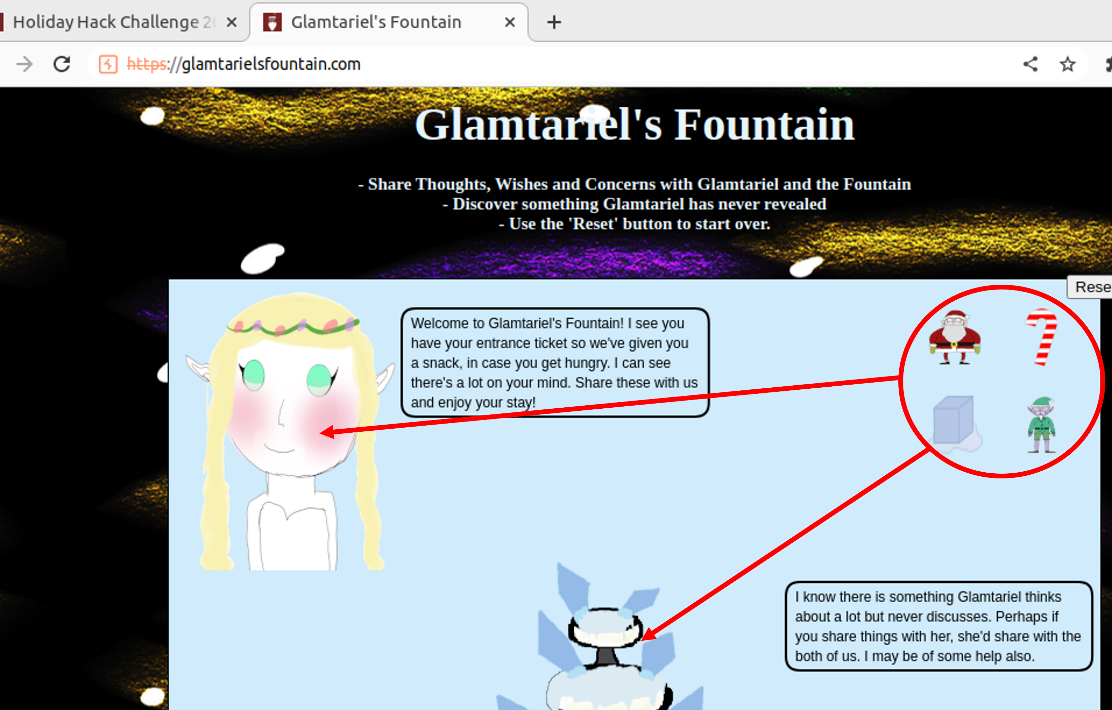 Holiday Hack Challenge 20
Glamtariel's Fountain
https://glamtarielsfountain.com
Glamtariel's Fountain
- Share Thoughts, Wishes and Concerns with Glamtariel and the Fountain
- Discover something Glamtariel has never revealed
- Use the 'Reset' button to start over.
Rese
Welcome to Glamtariel's Fountain! I see you
have your entrance ticket so we've given you
a snack, in case you get hungry. I can see
there's a lot on your mind. Share these with us
and enjoy your stay!
I know there is something Glamtariel thinks
about a lot but never discusses. Perhaps if
you share things with her, she'd share with the
both of us. I may be of some help also.